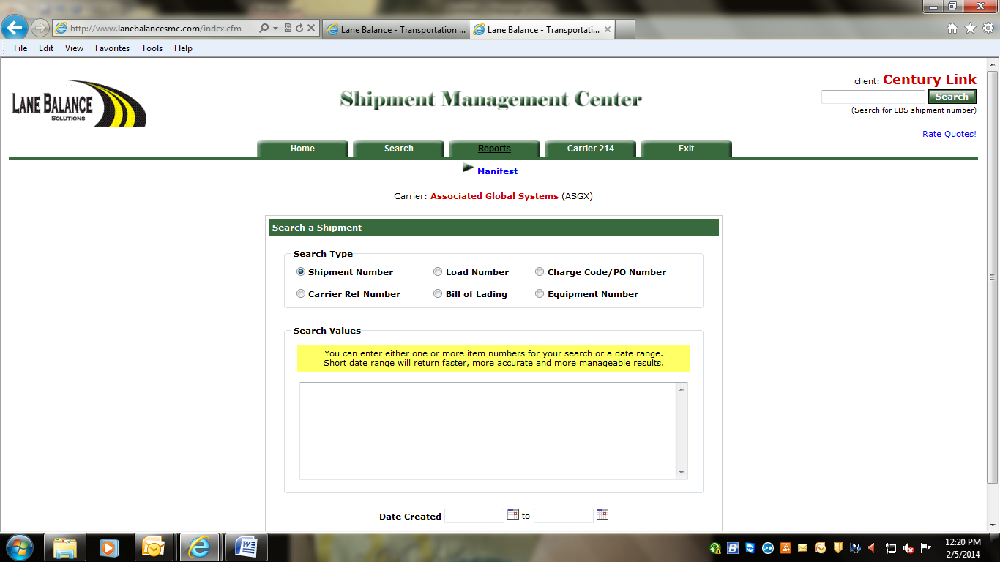 http://www.lanebalancesmc.com/index.cfm
Lane Balance - Transportation ...
Lane Balance - Transportati...
File Edit View Favorites Tools Help
LANE BALANCE
SOLUTIONS
Shipment Management Center
client: Century Link
Search
(Search for LBS shipment number)
Rate Quotes!
Home Search Reports Carrier 214 Exit
Manifest
Carrier: Associated Global Systems (ASGX)
Search a Shipment
Search Type
Shipment Number Load Number Charge Code/PO Number
Carrier Ref Number Bill of Lading Equipment Number
Search Values
You can enter either one or more item numbers for your search or a date range.
Short date range will return faster, more accurate and more manageable results.
Date Created to
12:20 PM
2/5/2014